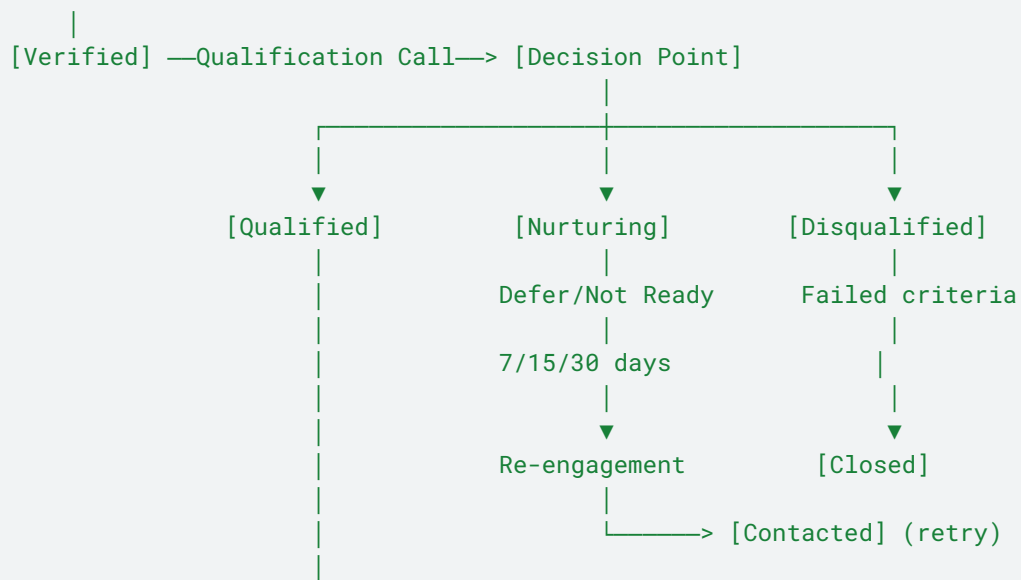 [Verified] ──Qualification Call──> [Decision Point]
[Qualified] [Nurturing] [Disqualified]
Defer/Not Ready Failed criteria
7/15/30 days
Re-engagement [Closed]
└──────> [Contacted] (retry)